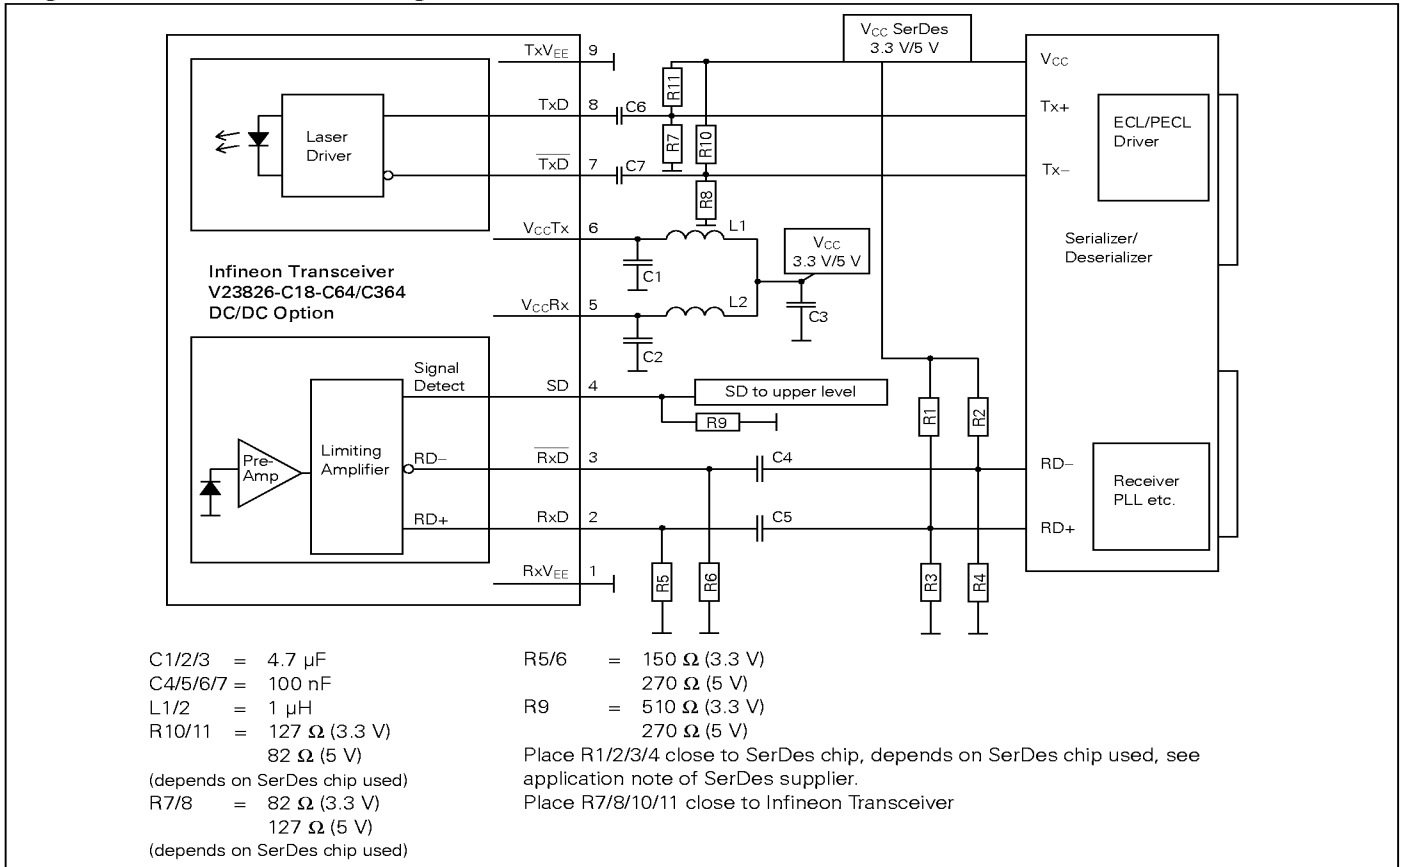 V_CC SerDes
3.3 V/5 V
TxV_EE 9
V_CC
R11
TxD 8 C6
Tx+
ECL/PECL
Driver
Laser
Driver
R7
R10
TxD 7 C7
Tx−
R8
V_CCTx 6
L1
V_CC
3.3 V/5 V
Serializer/
Deserializer
Infineon Transceiver
V23826-C18-C64/C364
DC/DC Option
C1
V_CCRx 5
L2
C3
C2
Signal
Detect
SD 4
SD to upper level
R9
R1
R2
Pre-
Amp
Limiting
Amplifier
RD−
RxD 3
C4
RD−
Receiver
PLL etc.
RD+
RxD 2
C5
RD+
RxV_EE 1
R5
R6
R3
R4
C1/2/3 = 4.7 µF
C4/5/6/7 = 100 nF
L1/2 = 1 µH
R10/11 = 127 Ω (3.3 V)
82 Ω (5 V)
(depends on SerDes chip used)
R7/8 = 82 Ω (3.3 V)
127 Ω (5 V)
(depends on SerDes chip used)
R5/6 = 150 Ω (3.3 V)
270 Ω (5 V)
R9 = 510 Ω (3.3 V)
270 Ω (5 V)
Place R1/2/3/4 close to SerDes chip, depends on SerDes chip used, see
application note of SerDes supplier.
Place R7/8/10/11 close to Infineon Transceiver